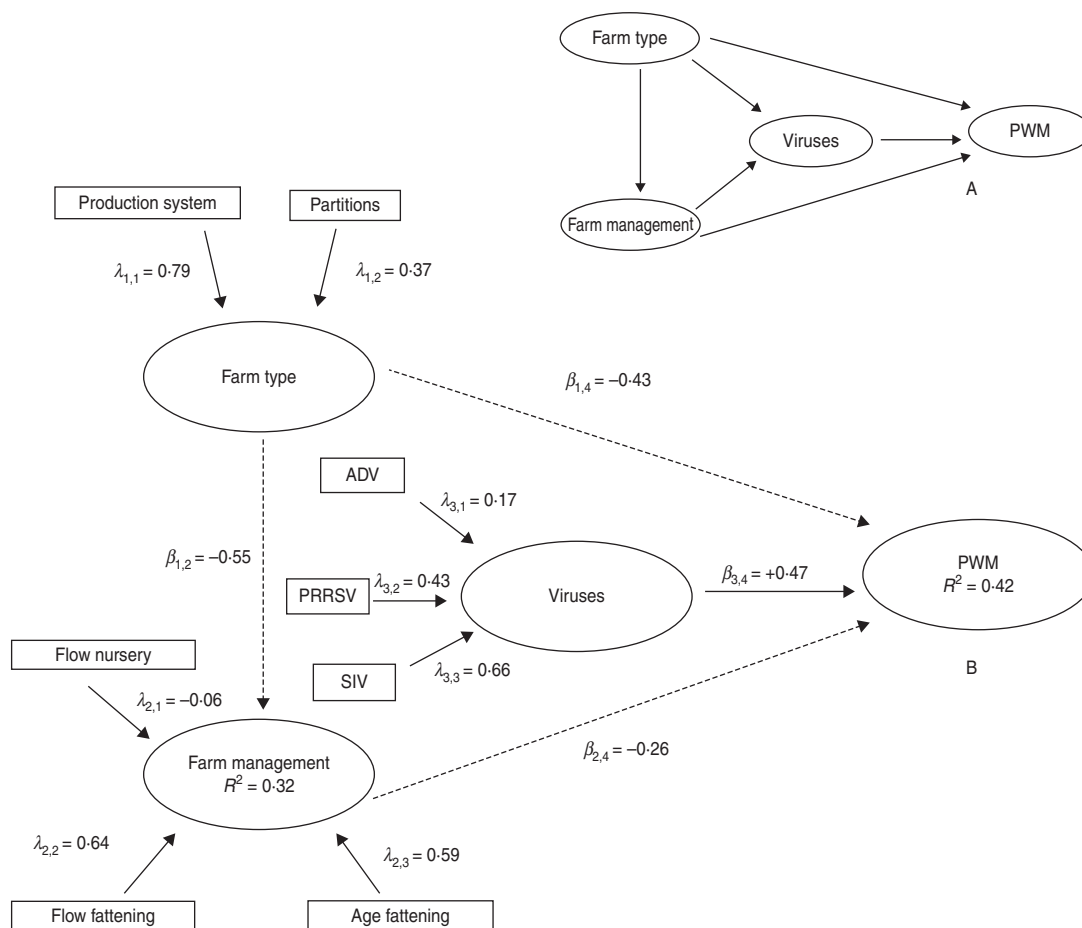 Farm type
Viruses
PWM
Farm management
A
Production system
Partitions
λ1,1 = 0·79
λ1,2 = 0·37
Farm type
β1,4 = –0·43
ADV
λ3,1 = 0·17
β1,2 = –0·55
PRRSV
λ3,2 = 0·43
Viruses
β3,4 = +0·47
PWM
R² = 0·42
SIV
λ3,3 = 0·66
B
Flow nursery
λ2,1 = –0·06
Farm management
R² = 0·32
β2,4 = –0·26
λ2,2 = 0·64
λ2,3 = 0·59
Flow fattening
Age fattening